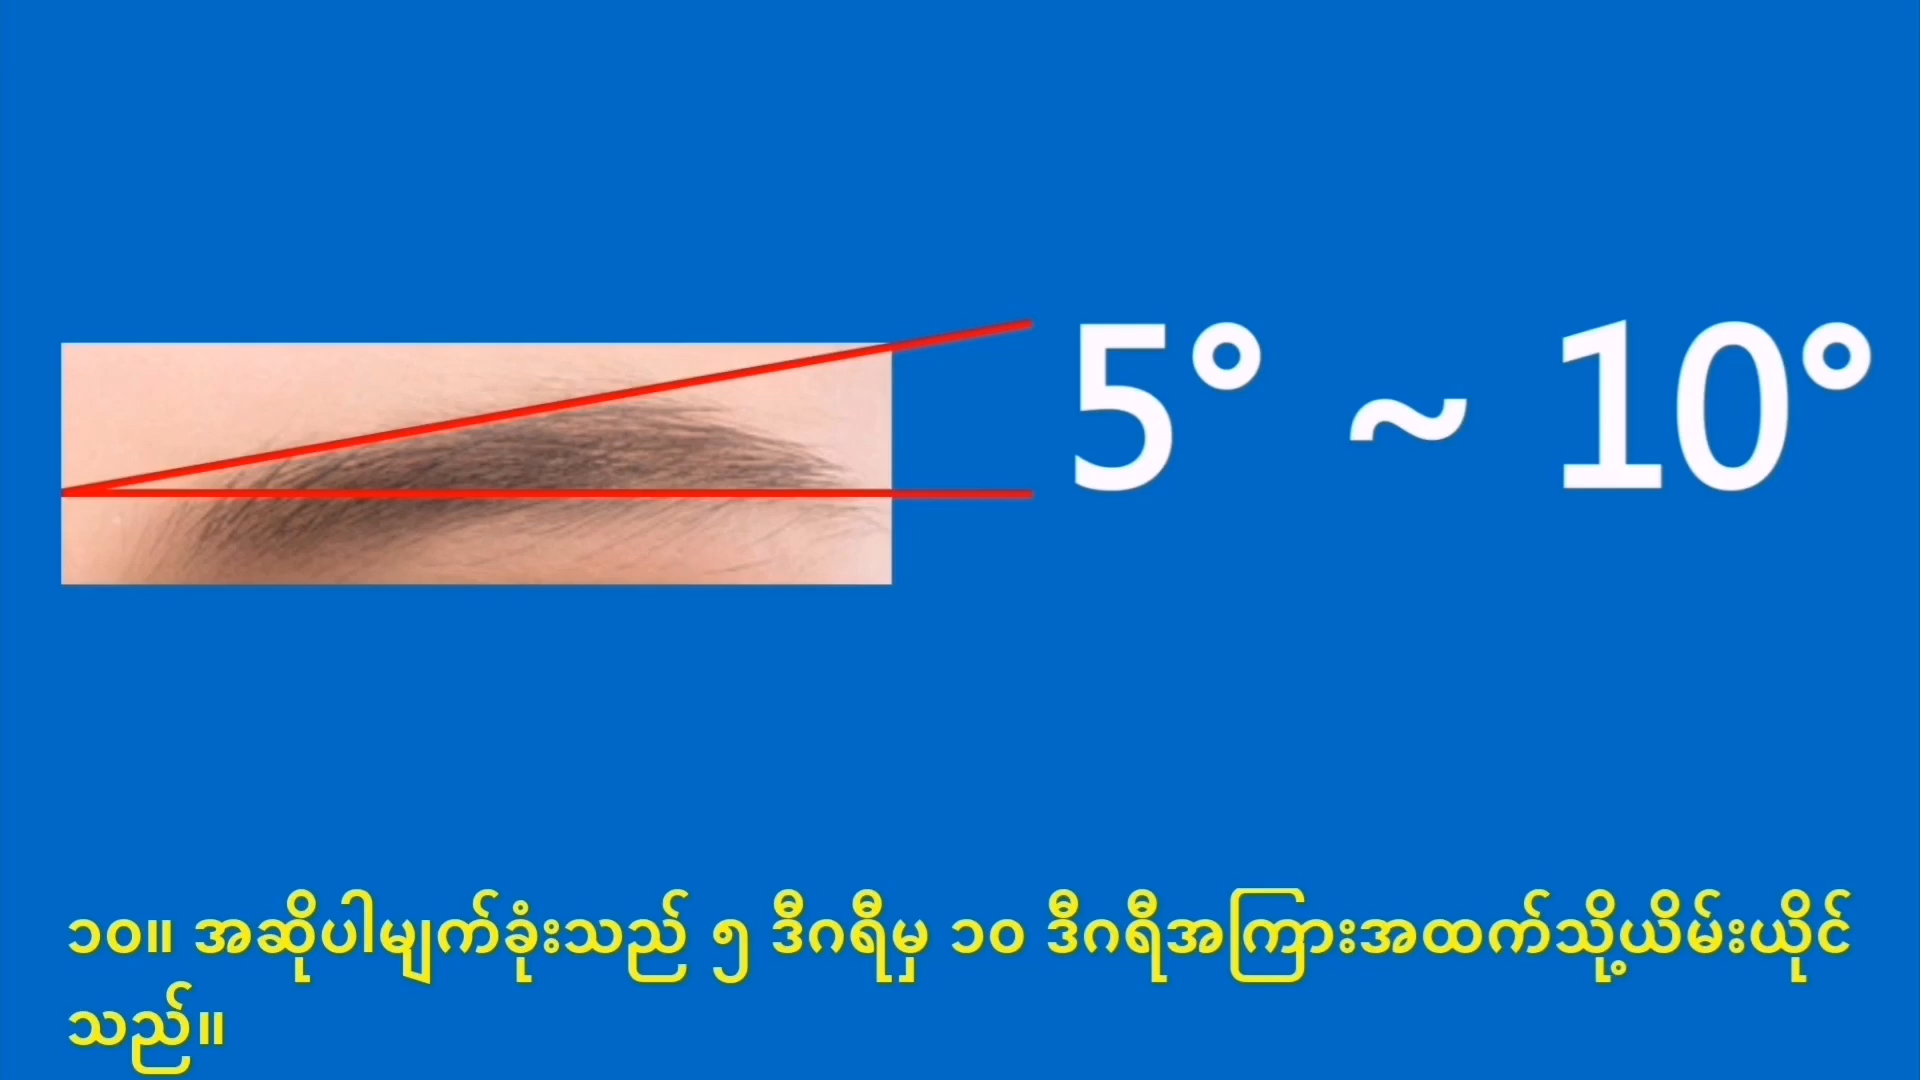 5° ~ 10°
၁၀။ အဆိုပါမျက်ခုံးသည် ၅ ဒီဂရီမှ ၁၀ ဒီဂရီအကြားအထက်သို့ယိမ်းယိုင်
သည်။